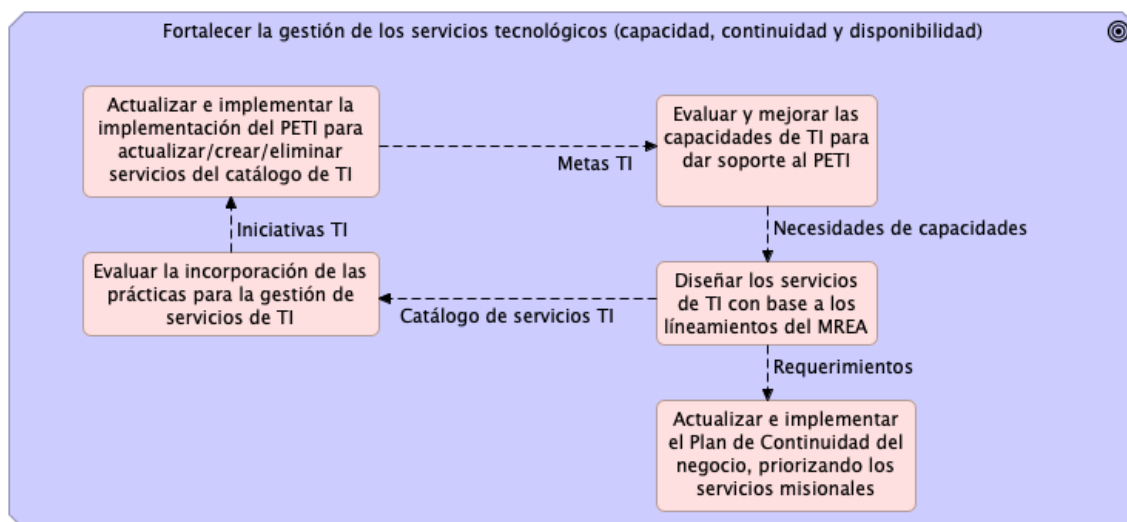 Fortalecer la gestión de los servicios tecnológicos (capacidad, continuidad y disponibilidad)
Actualizar e implementar la
implementación del PETI para
actualizar/crear/eliminar
servicios del catálogo de TI
Metas TI
Evaluar y mejorar las
capacidades de TI para
dar soporte al PETI
Iniciativas TI
Necesidades de capacidades
Evaluar la incorporación de las
prácticas para la gestión de
servicios de TI
Catálogo de servicios TI
Diseñar los servicios
de TI con base a los
líneamientos del MREA
Requerimientos
Actualizar e implementar
el Plan de Continuidad del
negocio, priorizando los
servicios misionales